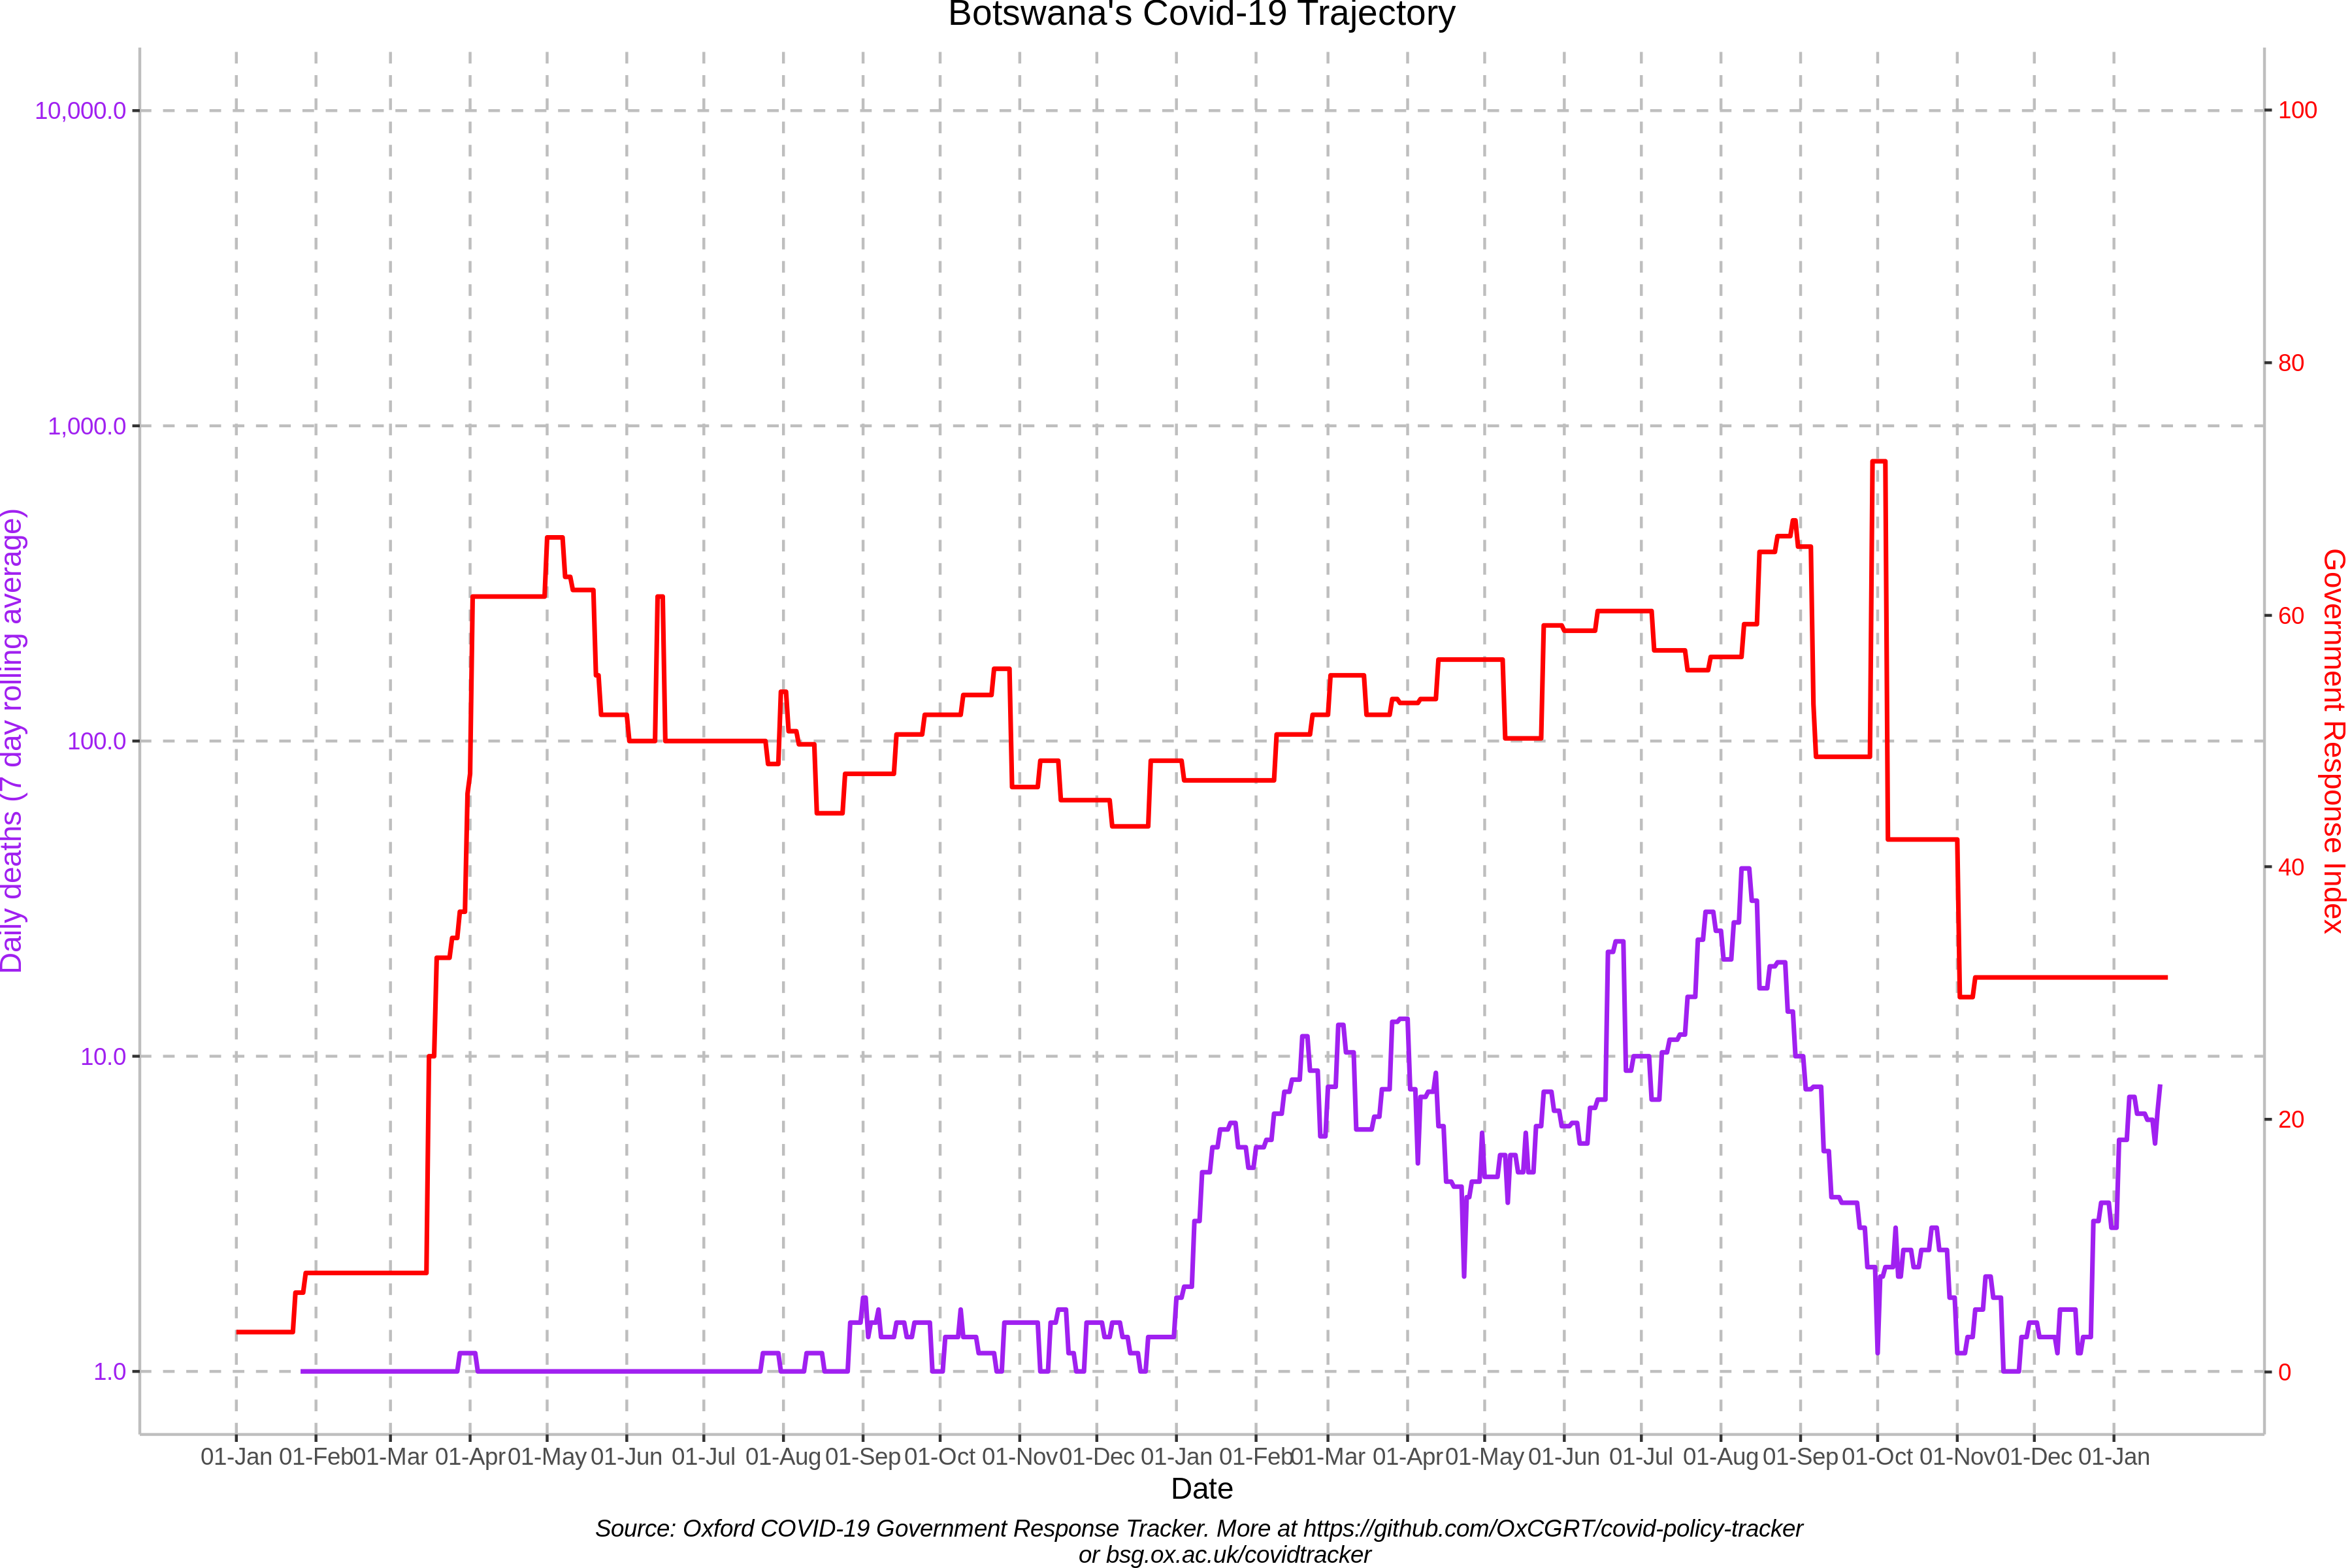 Botswana's Covid-19 Trajectory
10,000.0
1,000.0
100.0
10.0
1.0
Daily deaths (7 day rolling average)
100
80
60
40
20
0
Government Response Index
01-Jan 01-Feb 01-Mar 01-Apr 01-May 01-Jun 01-Jul 01-Aug 01-Sep 01-Oct 01-Nov 01-Dec 01-Jan 01-Feb 01-Mar 01-Apr 01-May 01-Jun 01-Jul 01-Aug 01-Sep 01-Oct 01-Nov 01-Dec 01-Jan
Date
Source: Oxford COVID-19 Government Response Tracker. More at https://github.com/OxCGRT/covid-policy-tracker
or bsg.ox.ac.uk/covidtracker